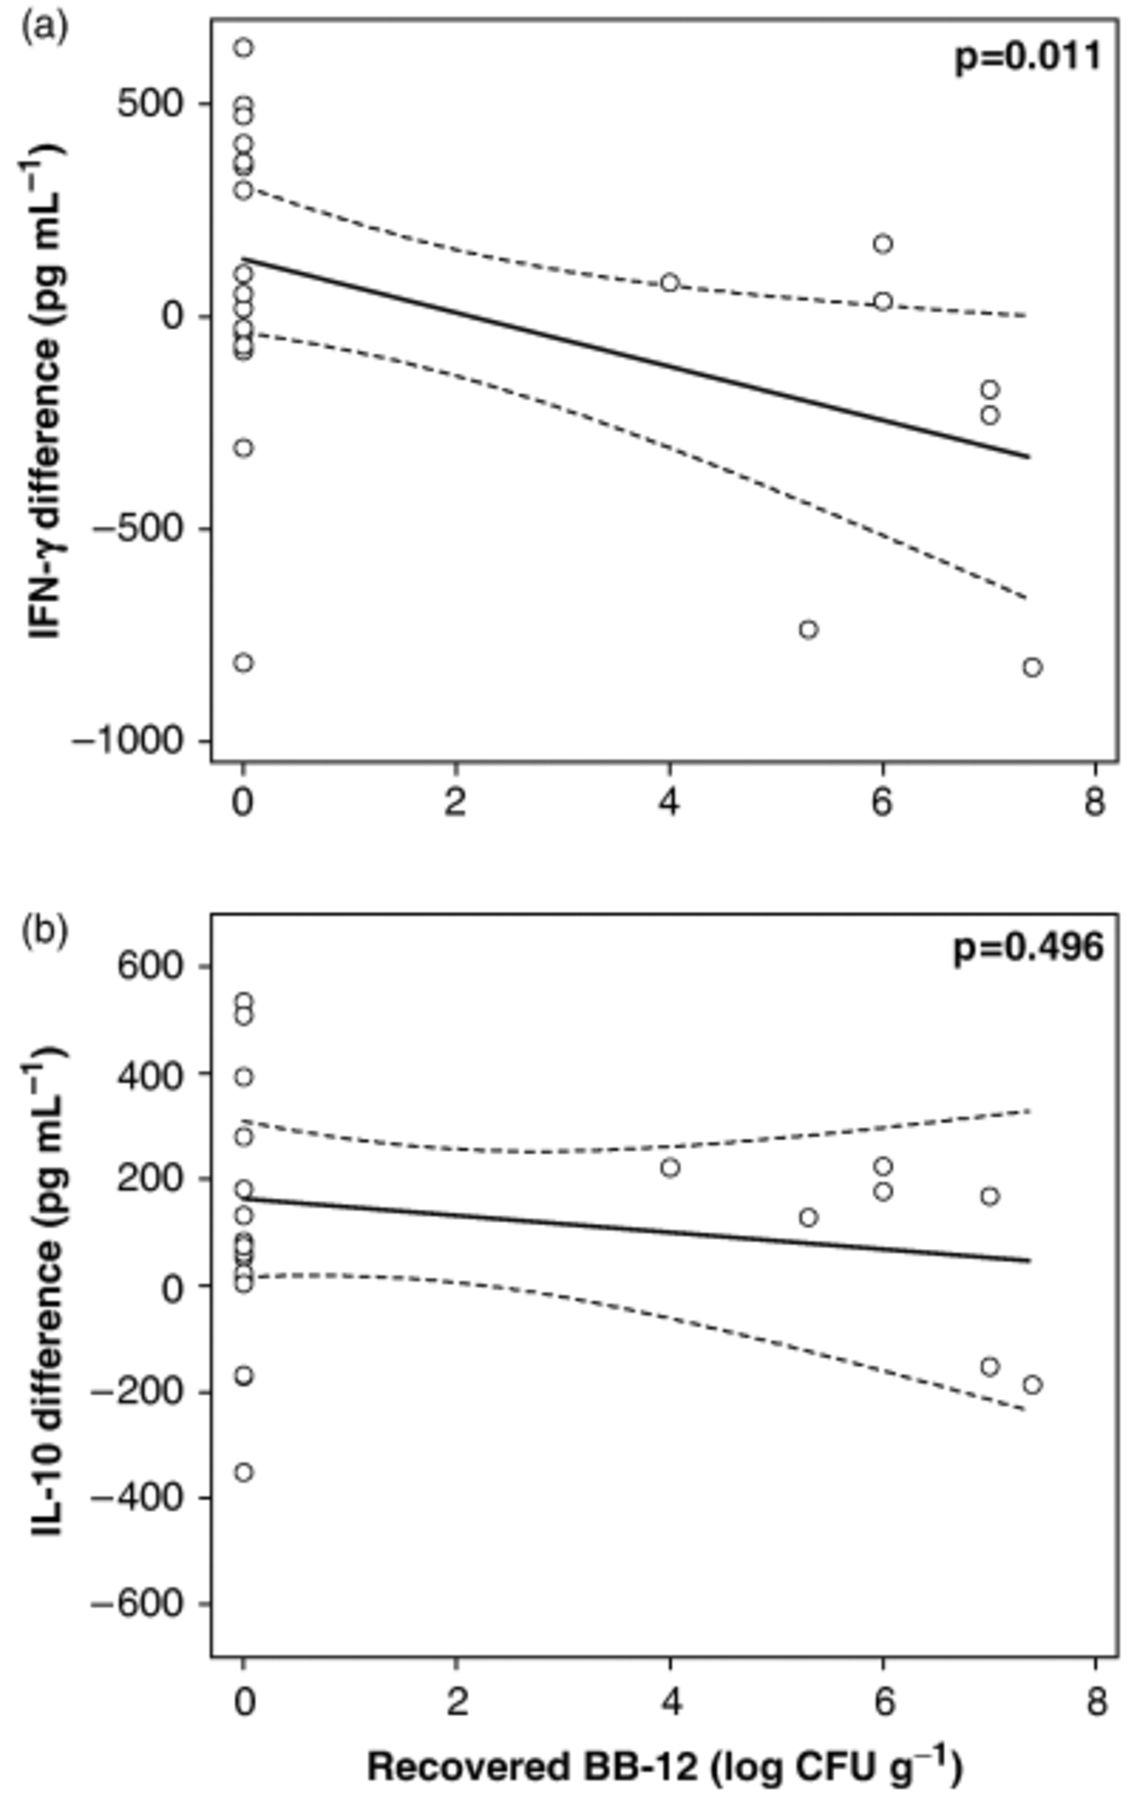 (a)
p=0.011
IFN-γ difference (pg mL⁻¹)
500
0
−500
−1000
0 2 4 6 8
(b)
p=0.496
IL-10 difference (pg mL⁻¹)
600
400
200
0
−200
−400
−600
0 2 4 6 8
Recovered BB-12 (log CFU g⁻¹)